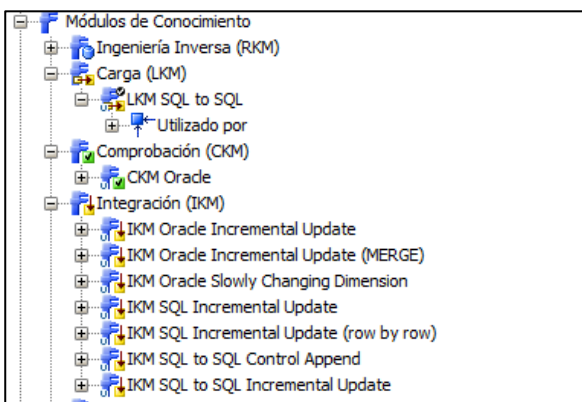 Módulos de Conocimiento
Ingeniería Inversa (RKM)
Carga (LKM)
LKM SQL to SQL
Utilizado por
Comprobación (CKM)
CKM Oracle
Integración (IKM)
IKM Oracle Incremental Update
IKM Oracle Incremental Update (MERGE)
IKM Oracle Slowly Changing Dimension
IKM SQL Incremental Update
IKM SQL Incremental Update (row by row)
IKM SQL to SQL Control Append
IKM SQL to SQL Incremental Update